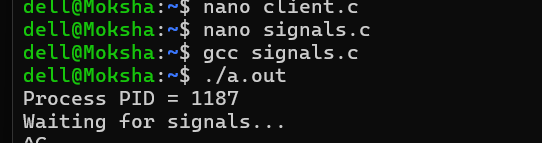 dell@Moksha:~$ nano client.c
dell@Moksha:~$ nano signals.c
dell@Moksha:~$ gcc signals.c
dell@Moksha:~$ ./a.out
Process PID = 1187
Waiting for signals...
^C